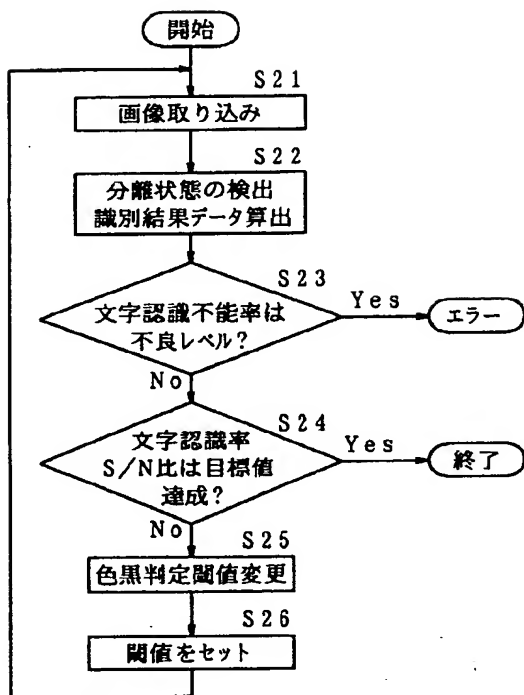 開始
S21
画像取り込み
S22
分離状態の検出
識別結果データ算出
S23
文字認識不能率は
不良レベル?
Yes
エラー
No
S24
文字認識率
S/N比は目標値
達成?
Yes
終了
No
S25
色黒判定閾値変更
S26
閾値をセット